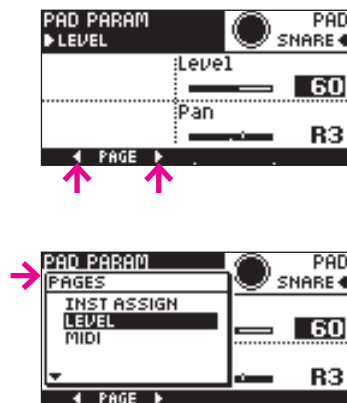 PAD PARAM
PAD
▶LEVEL
SNARE◀
Level
60
Pan
R3
◀ PAGE ▶
PAD PARAM
PAD
PAGES
SNARE◀
INST ASSIGN
LEVEL
60
MIDI
R3
◀ PAGE ▶